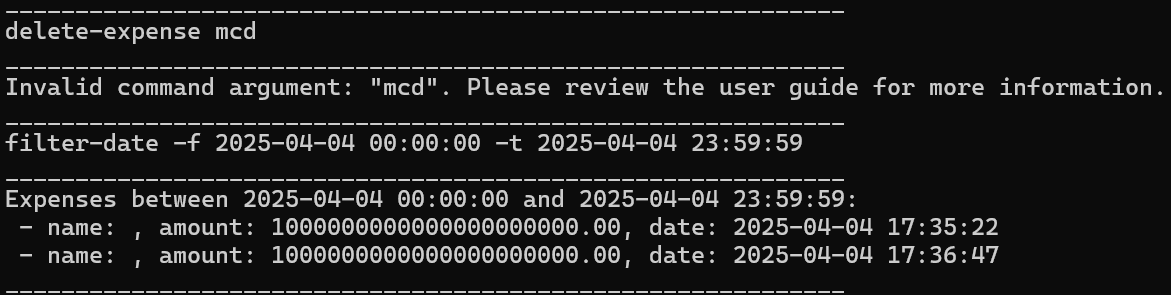 ____________________________________________________________
delete-expense mcd
____________________________________________________________
Invalid command argument: "mcd". Please review the user guide for more information.
____________________________________________________________
filter-date -f 2025-04-04 00:00:00 -t 2025-04-04 23:59:59
____________________________________________________________
Expenses between 2025-04-04 00:00:00 and 2025-04-04 23:59:59:
 - name: , amount: 10000000000000000000000.00, date: 2025-04-04 17:35:22
 - name: , amount: 10000000000000000000000.00, date: 2025-04-04 17:36:47
____________________________________________________________